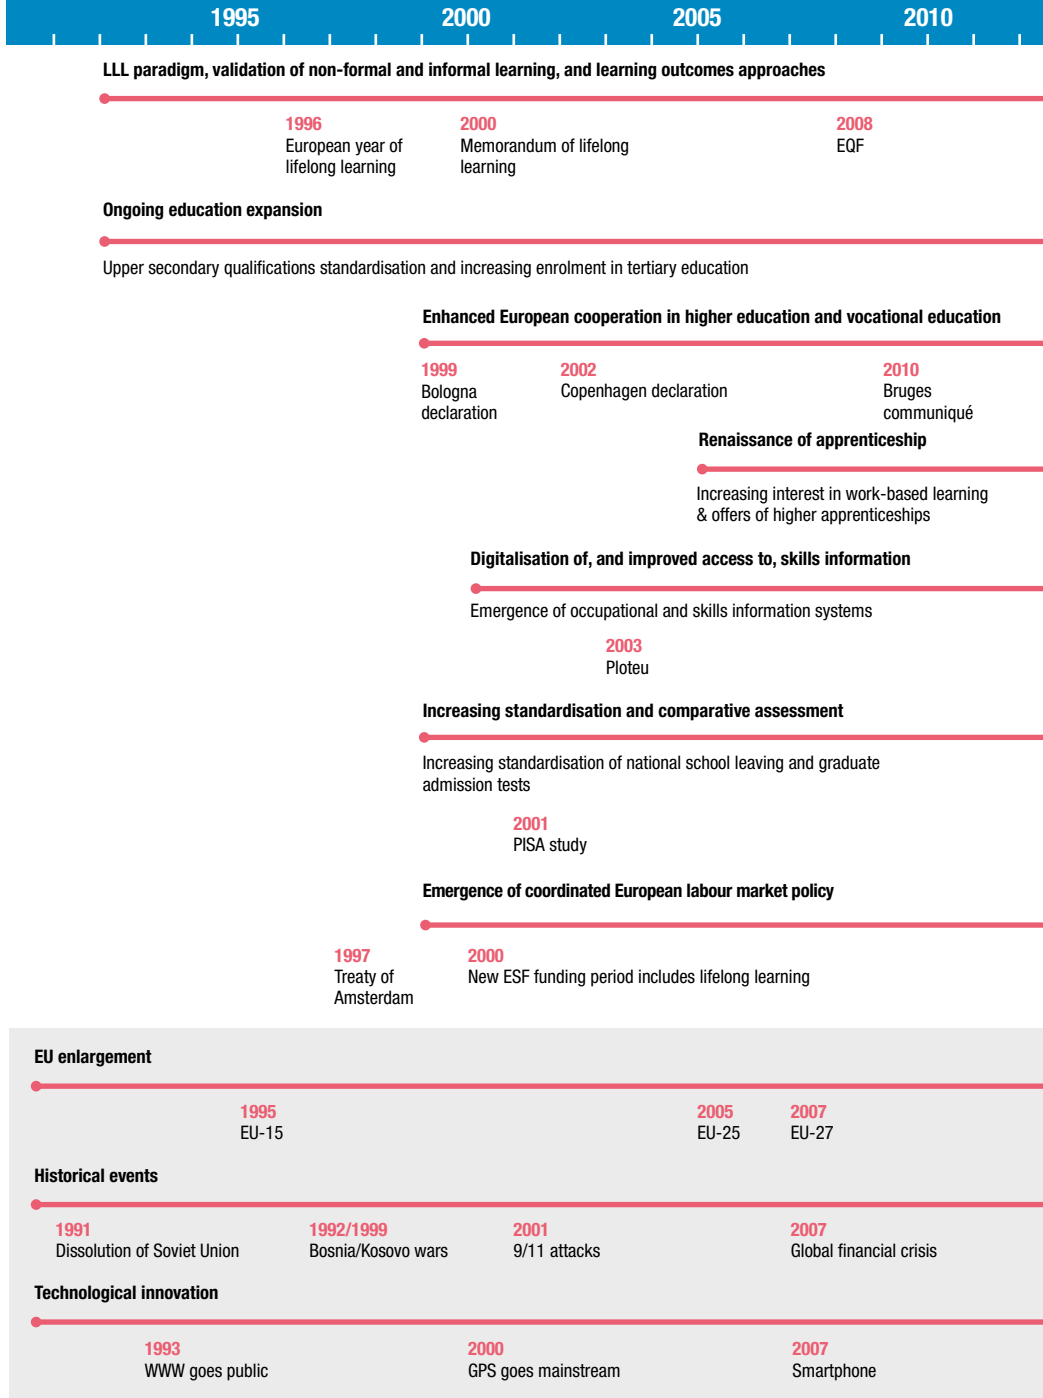 1995 2000 2005 2010
LLL paradigm, validation of non-formal and informal learning, and learning outcomes approaches
1996 2000 2008
European year of Memorandum of lifelong EQF
lifelong learning learning
Ongoing education expansion
Upper secondary qualifications standardisation and increasing enrolment in tertiary education
Enhanced European cooperation in higher education and vocational education
1999 2002 2010
Bologna Copenhagen declaration Bruges
declaration communiqué
Renaissance of apprenticeship
Increasing interest in work-based learning
& offers of higher apprenticeships
Digitalisation of, and improved access to, skills information
Emergence of occupational and skills information systems
2003
Ploteu
Increasing standardisation and comparative assessment
Increasing standardisation of national school leaving and graduate
admission tests
2001
PISA study
Emergence of coordinated European labour market policy
1997 2000
Treaty of New ESF funding period includes lifelong learning
Amsterdam
EU enlargement
1995 2005 2007
EU-15 EU-25 EU-27
Historical events
1991 1992/1999 2001 2007
Dissolution of Soviet Union Bosnia/Kosovo wars 9/11 attacks Global financial crisis
Technological innovation
1993 2000 2007
WWW goes public GPS goes mainstream Smartphone